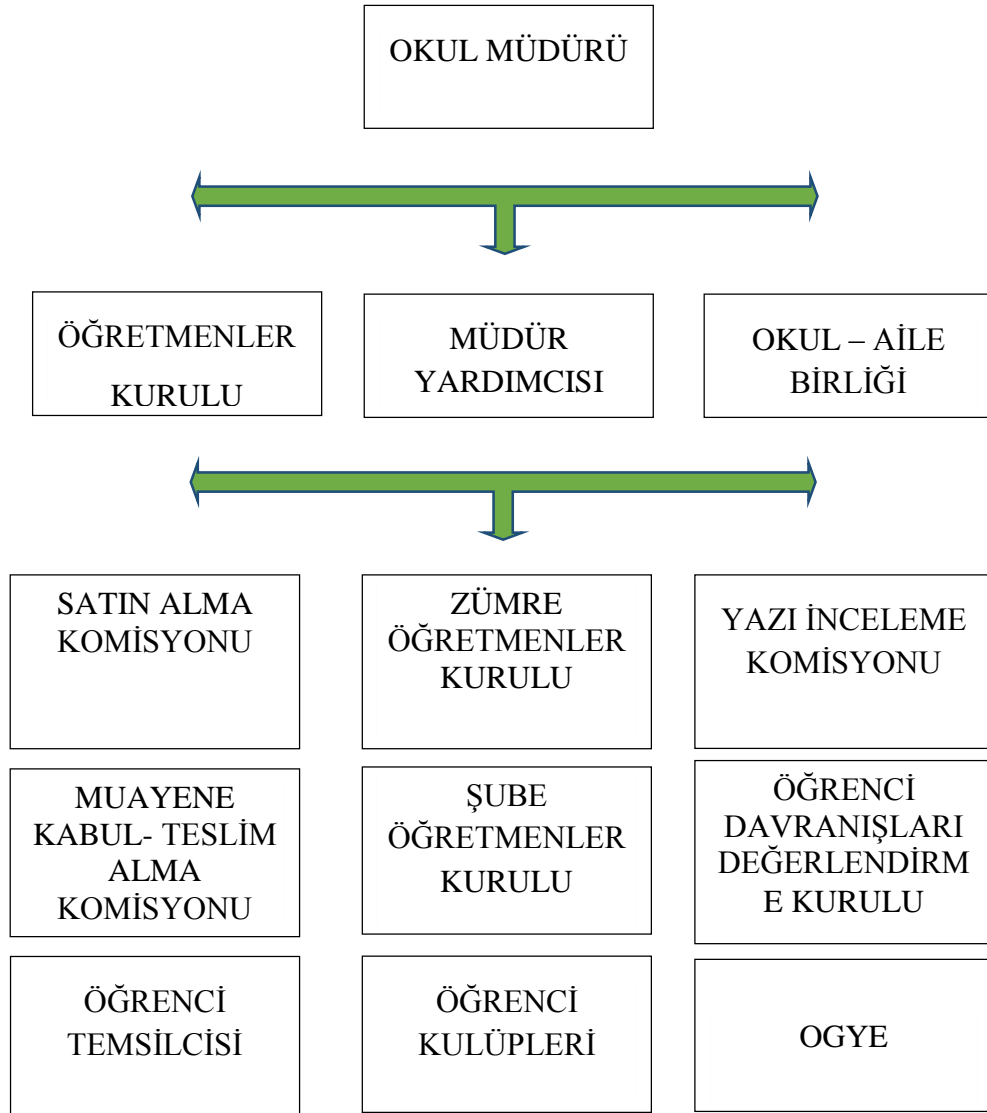 OKUL MÜDÜRÜ
ÖĞRETMENLER
KURULU
MÜDÜR
YARDIMCISI
OKUL – AİLE
BİRLİĞİ
SATIN ALMA
KOMİSYONU
ZÜMRE
ÖĞRETMENLER
KURULU
YAZI İNCELEME
KOMİSYONU
MUAYENE
KABUL- TESLİM
ALMA
KOMİSYONU
ŞUBE
ÖĞRETMENLER
KURULU
ÖĞRENCİ
DAVRANIŞLARI
DEĞERLENDİRM
E KURULU
ÖĞRENCİ
TEMSİLCİSİ
ÖĞRENCİ
KULÜPLERİ
OGYE